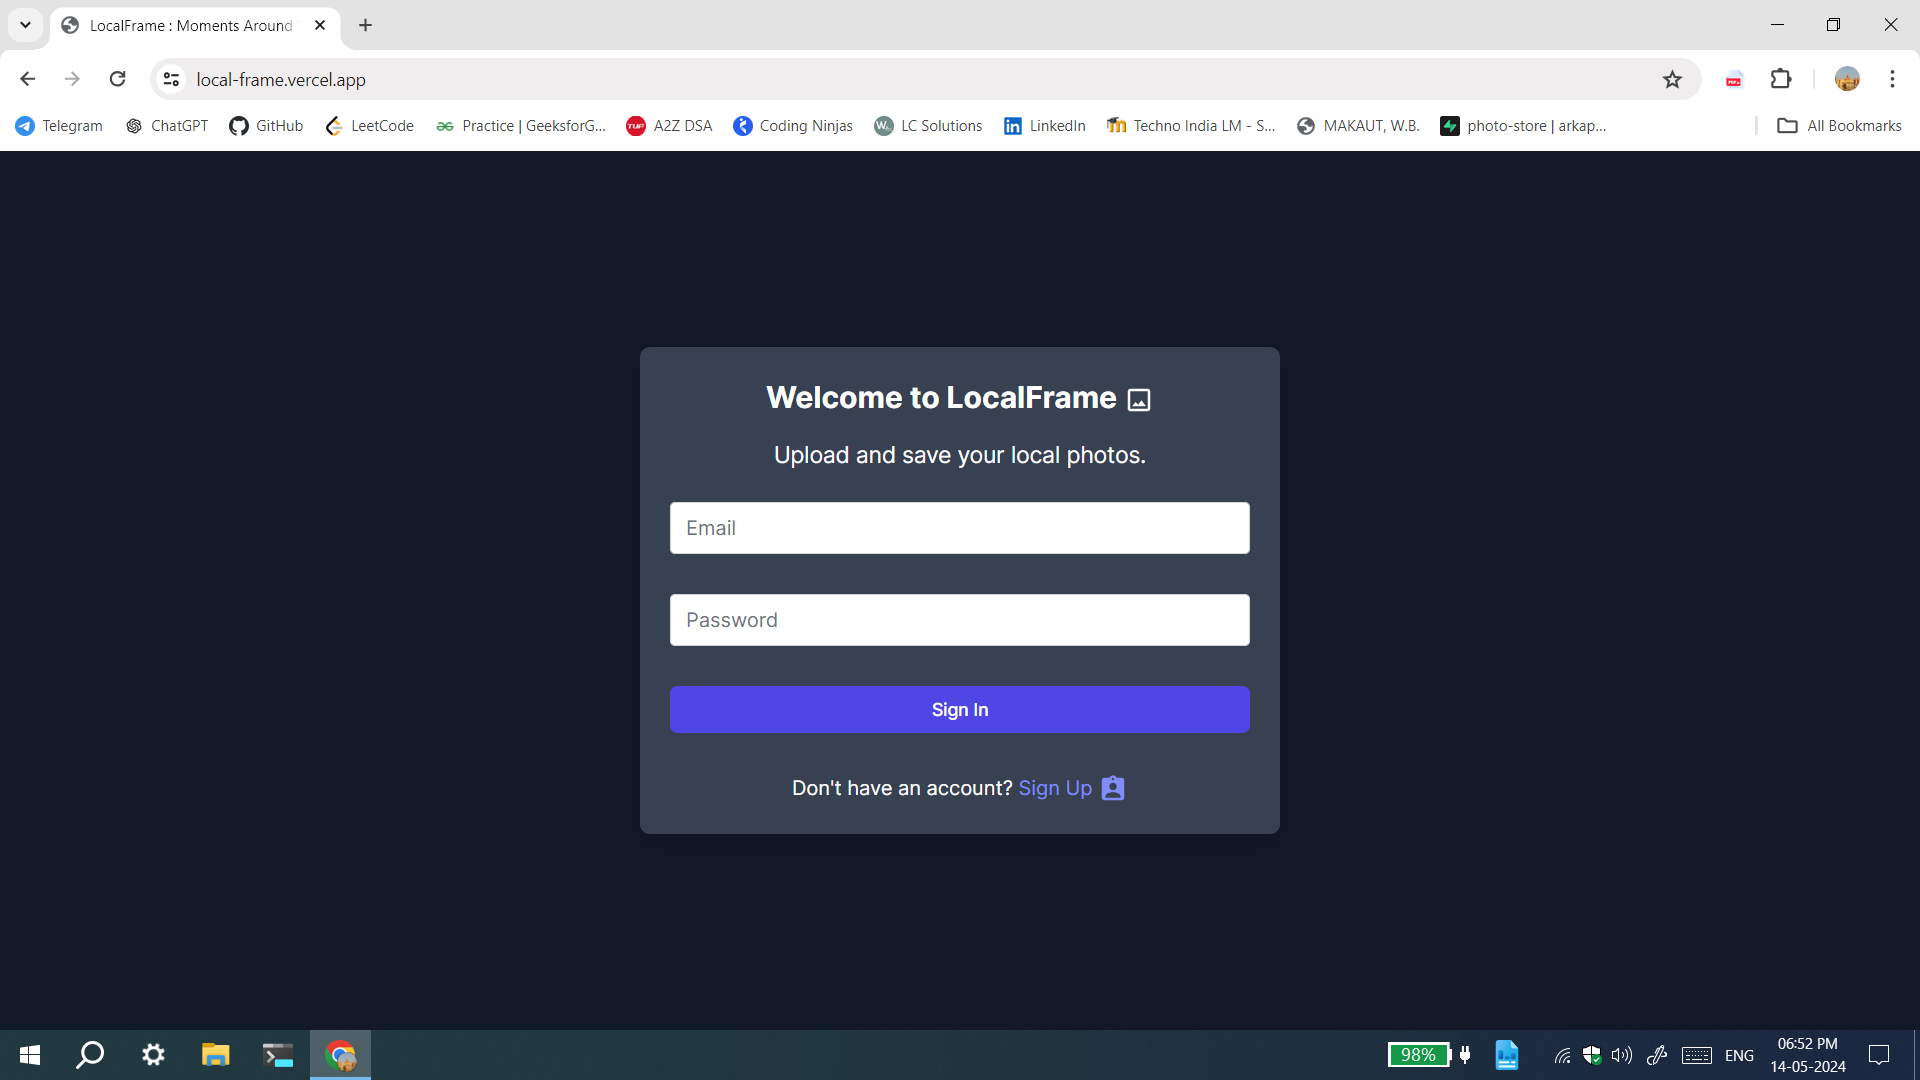 LocalFrame : Moments Around
local-frame.vercel.app
Telegram ChatGPT GitHub LeetCode Practice | GeeksforG... A2Z DSA Coding Ninjas LC Solutions LinkedIn Techno India LM - S... MAKAUT, W.B. photo-store | arkap... All Bookmarks
Welcome to LocalFrame
Upload and save your local photos.
Email
Password
Sign In
Don't have an account? Sign Up
98% ENG 06:52 PM
14-05-2024